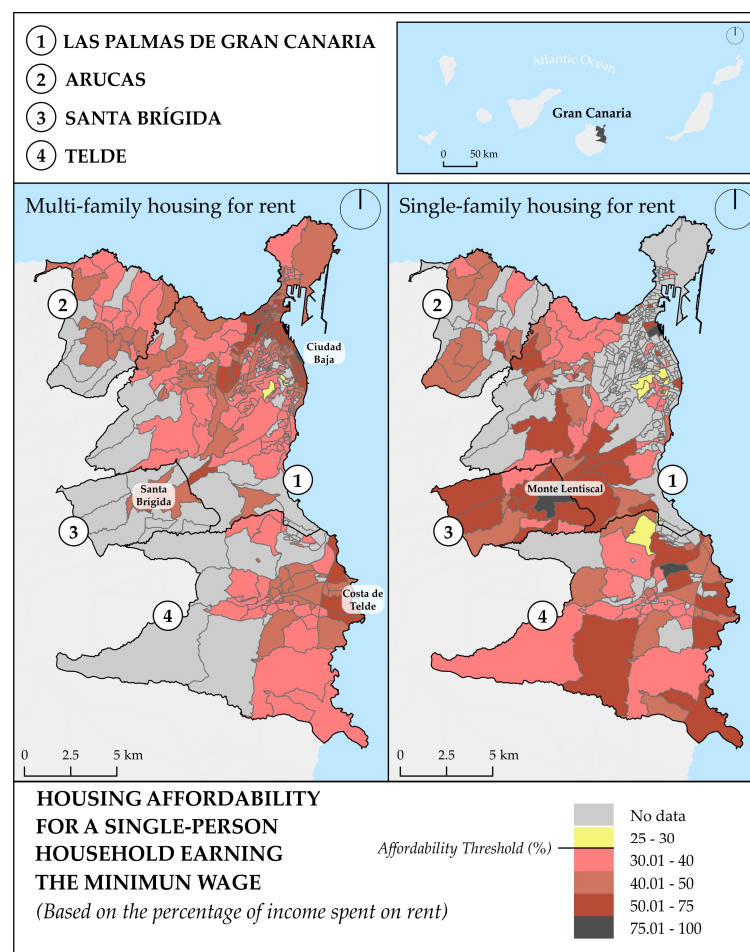 1 LAS PALMAS DE GRAN CANARIA
2 ARUCAS
3 SANTA BRÍGIDA
4 TELDE
Atlantic Ocean
Gran Canaria
0 50 km
Multi-family housing for rent
2
Ciudad
Baja
1
Santa
Brígida
3
Costa de
Telde
4
0 2.5 5 km
Single-family housing for rent
2
1
Monte Lentiscal
3
4
0 2.5 5 km
HOUSING AFFORDABILITY
FOR A SINGLE-PERSON
HOUSEHOLD EARNING
THE MINIMUN WAGE
(Based on the percentage of income spent on rent)
Affordability Threshold (%)
No data
25 - 30
30.01 - 40
40.01 - 50
50.01 - 75
75.01 - 100